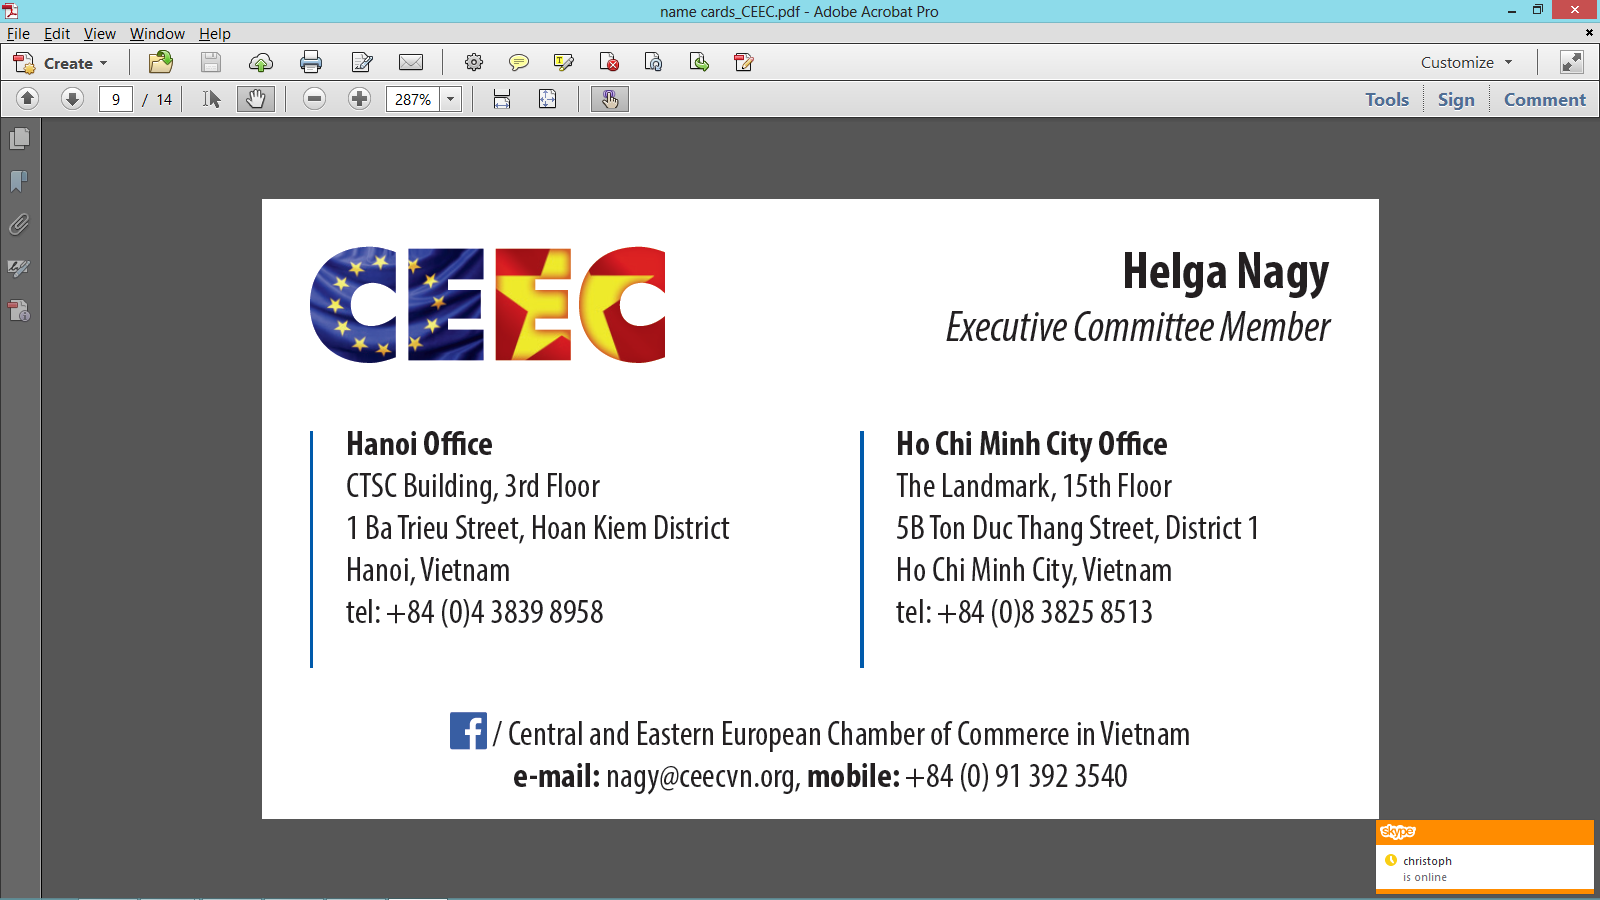 name cards_CEEC.pdf - Adobe Acrobat Pro
File Edit View Window Help
Create Customize
9 / 14 287% Tools Sign Comment
CEEC
Helga Nagy
Executive Committee Member
Hanoi Office
CTSC Building, 3rd Floor
1 Ba Trieu Street, Hoan Kiem District
Hanoi, Vietnam
tel: +84 (0)4 3839 8958
Ho Chi Minh City Office
The Landmark, 15th Floor
5B Ton Duc Thang Street, District 1
Ho Chi Minh City, Vietnam
tel: +84 (0)8 3825 8513
f / Central and Eastern European Chamber of Commerce in Vietnam
e-mail: nagy@ceecvn.org, mobile: +84 (0) 91 392 3540
skype
christoph
is online